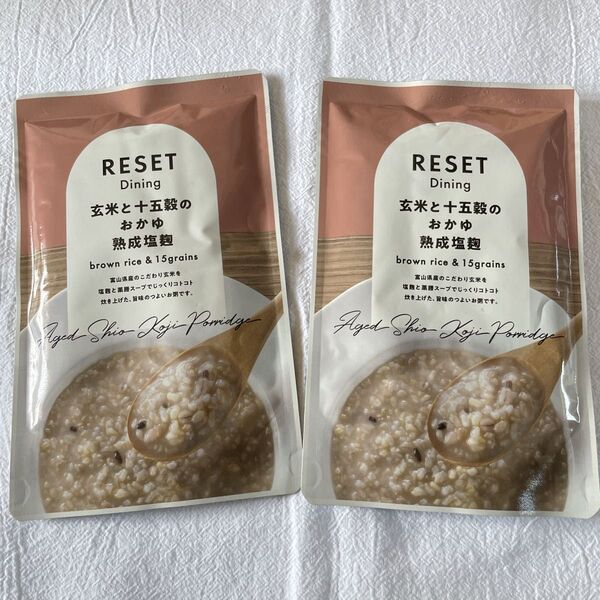 RESET
Dining
玄米と十五穀の
おかゆ
熟成塩麹
brown rice & 15grains
富山県産のこだわり玄米を
塩麹と薬膳スープでじっくりコトコト
炊き上げた、旨味のつよいお粥です。
Aged Shio Koji Porridge
RESET
Dining
玄米と十五穀の
おかゆ
熟成塩麹
brown rice & 15grains
富山県産のこだわり玄米を
塩麹と薬膳スープでじっくりコトコト
炊き上げた、旨味のつよいお粥です。
Aged Shio Koji Porridge